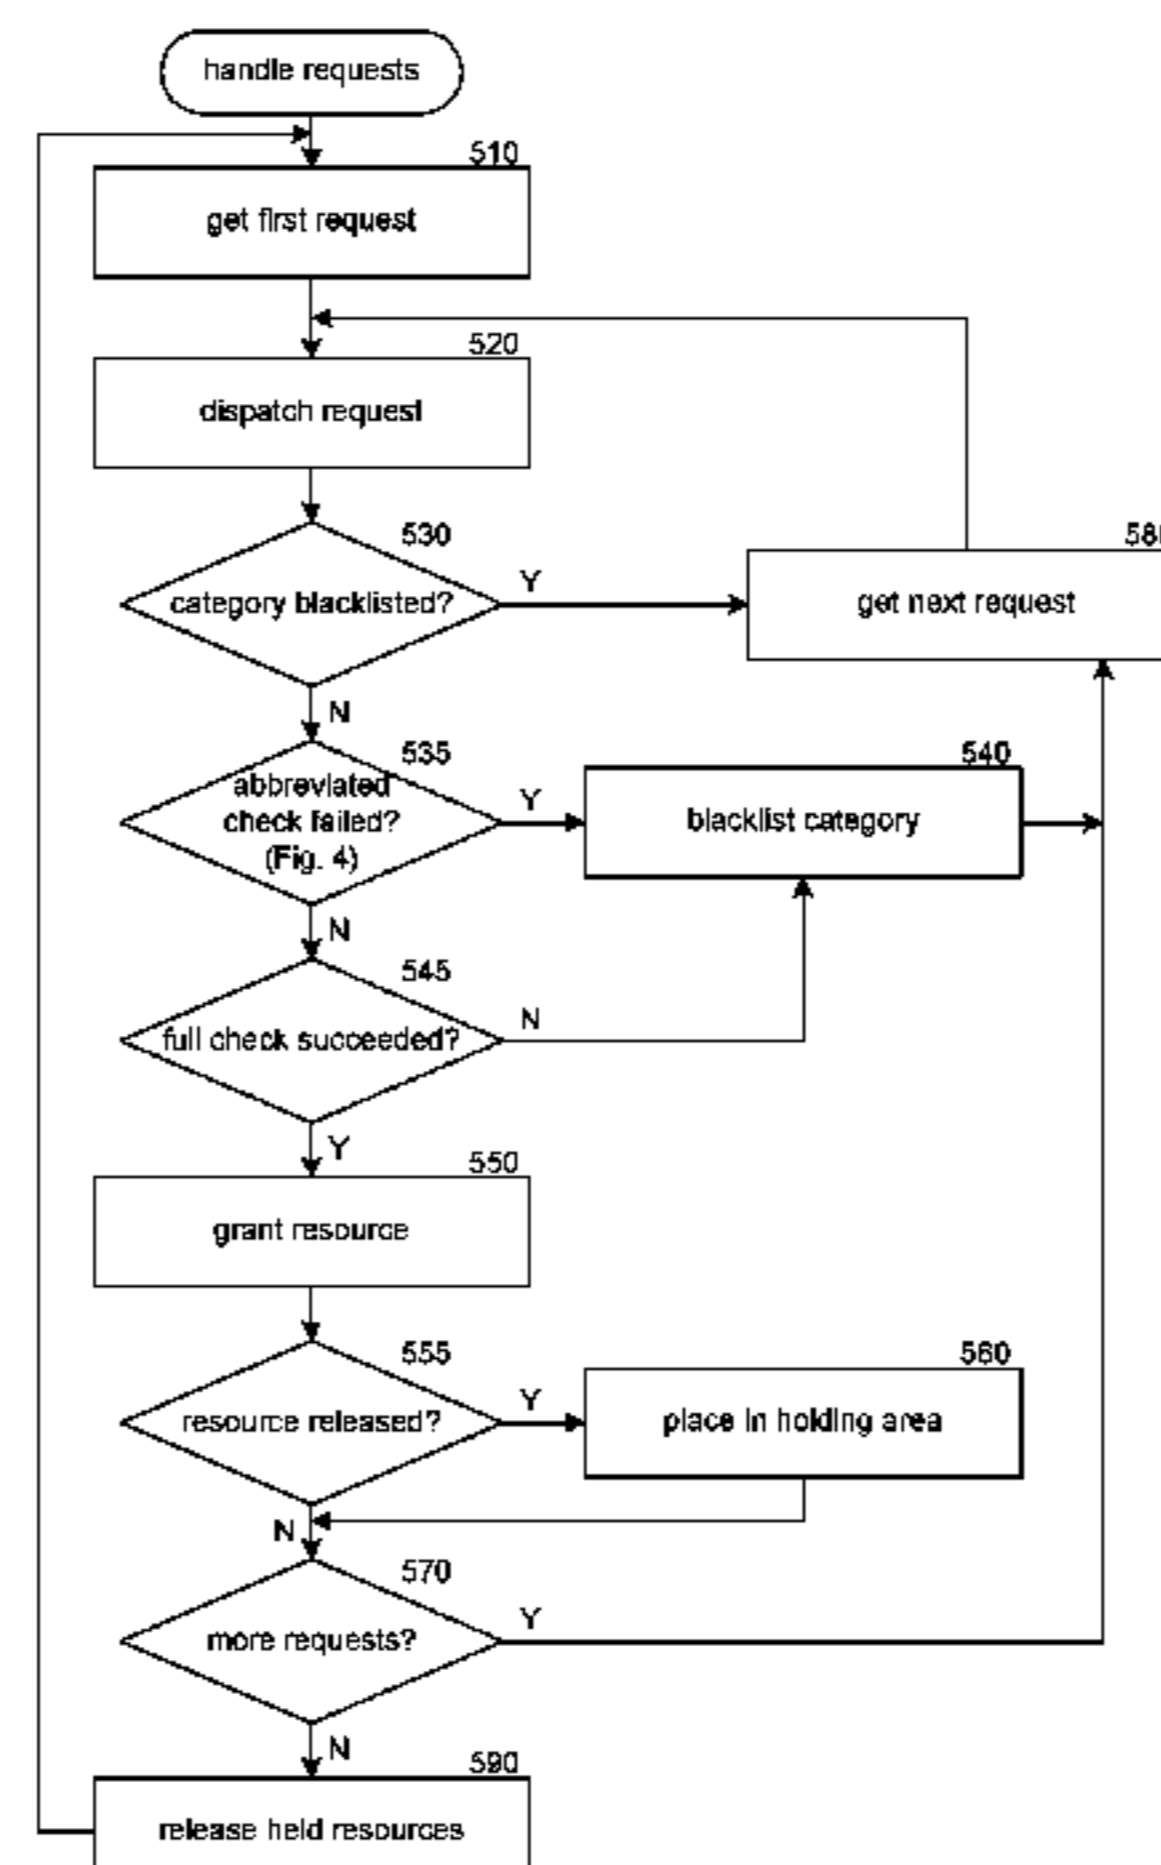 handle requests
510
get first request
520
dispatch request
530
category blacklisted?
Y
get next request
N
535
abbreviated
check failed?
(Fig. 4)
Y
540
blacklist category
N
545
full check succeeded?
N
Y
550
grant resource
555
resource released?
Y
560
place in holding area
N
570
more requests?
Y
N
590
release held resources